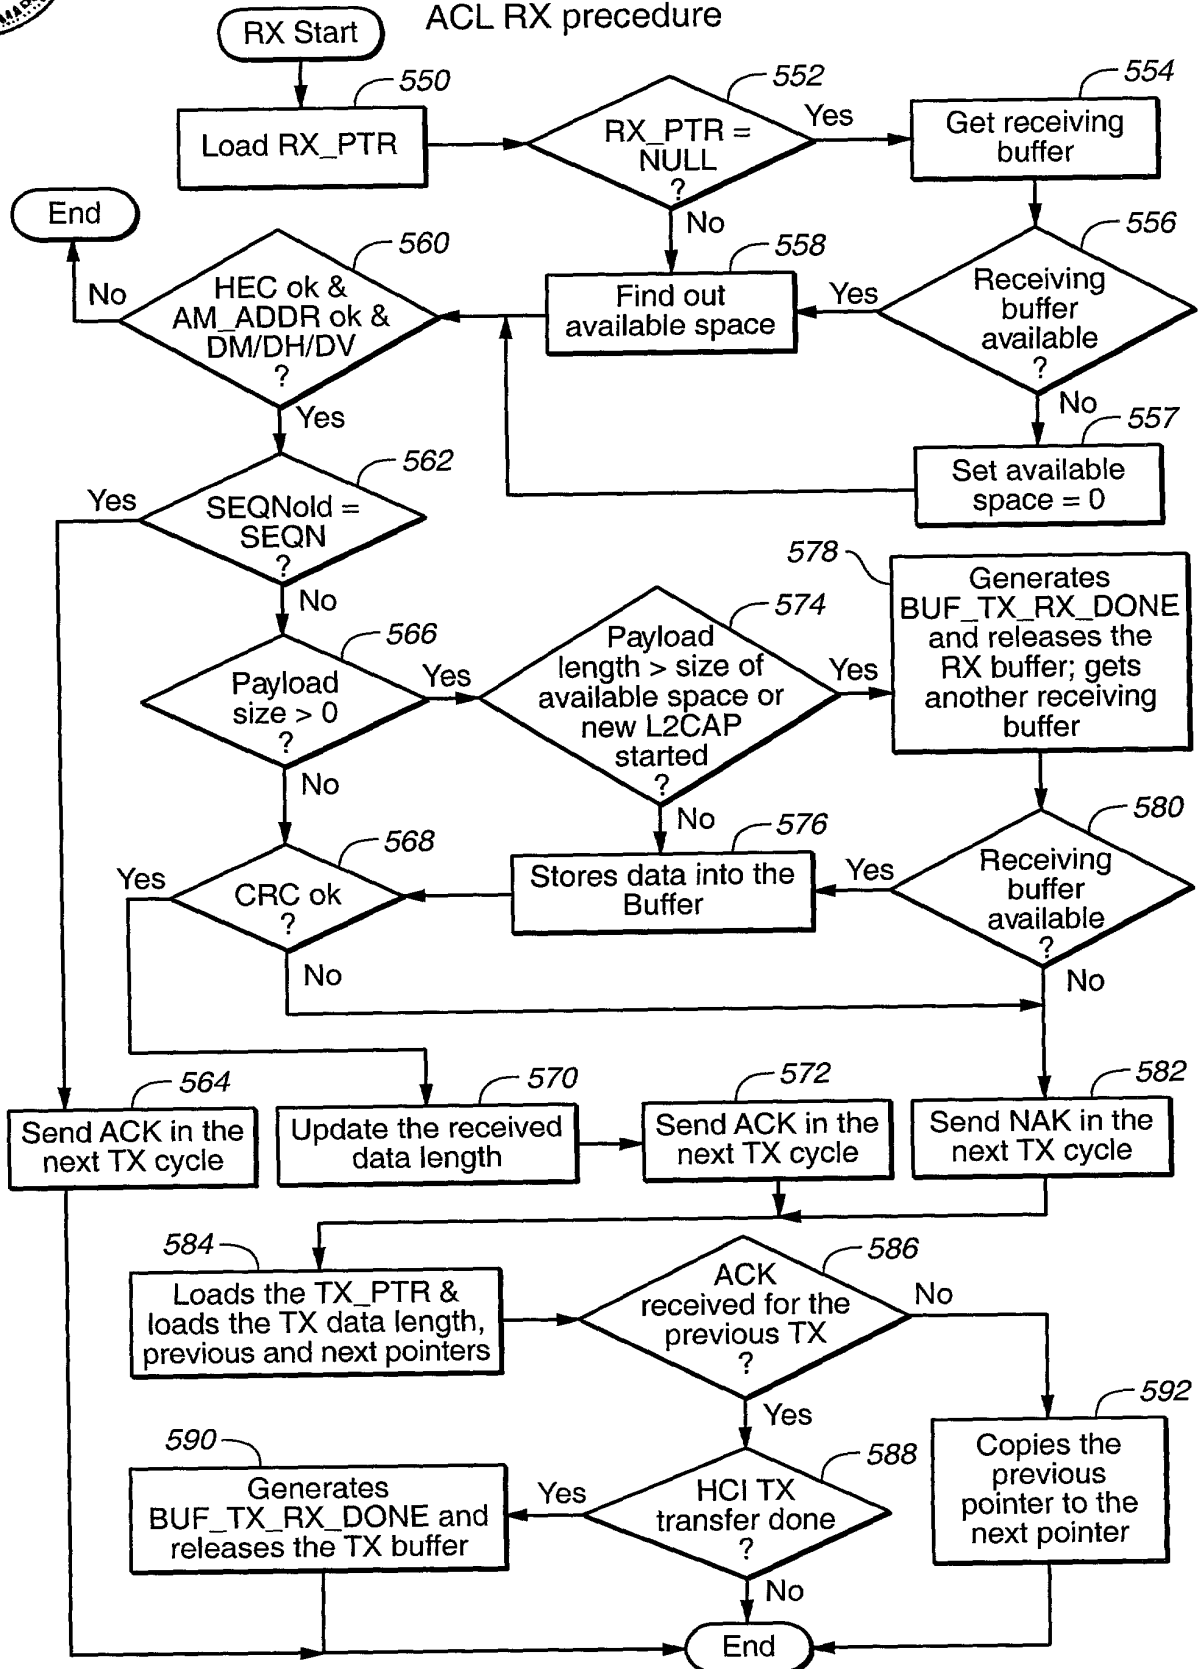 MAR
ACL RX precedure
RX Start
550
Load RX_PTR
552
RX_PTR =
NULL
?
Yes
No
554
Get receiving
buffer
End
556
Receiving
buffer
available
?
Yes
No
558
Find out
available space
560
HEC ok &
AM_ADDR ok &
DM/DH/DV
?
No
Yes
557
Set available
space = 0
562
SEQNold =
SEQN
?
Yes
No
566
Payload
size > 0
?
Yes
No
574
Payload
length > size of
available space or
new L2CAP
started
?
Yes
No
578
Generates
BUF_TX_RX_DONE
and releases the
RX buffer; gets
another receiving
buffer
580
Receiving
buffer
available
?
Yes
No
576
Stores data into the
Buffer
568
CRC ok
?
Yes
No
564
Send ACK in the
next TX cycle
570
Update the received
data length
572
Send ACK in the
next TX cycle
582
Send NAK in the
next TX cycle
584
Loads the TX_PTR &
loads the TX data length,
previous and next pointers
586
ACK
received for the
previous TX
?
No
Yes
592
Copies the
previous
pointer to the
next pointer
588
HCI TX
transfer done
?
Yes
No
590
Generates
BUF_TX_RX_DONE and
releases the TX buffer
End